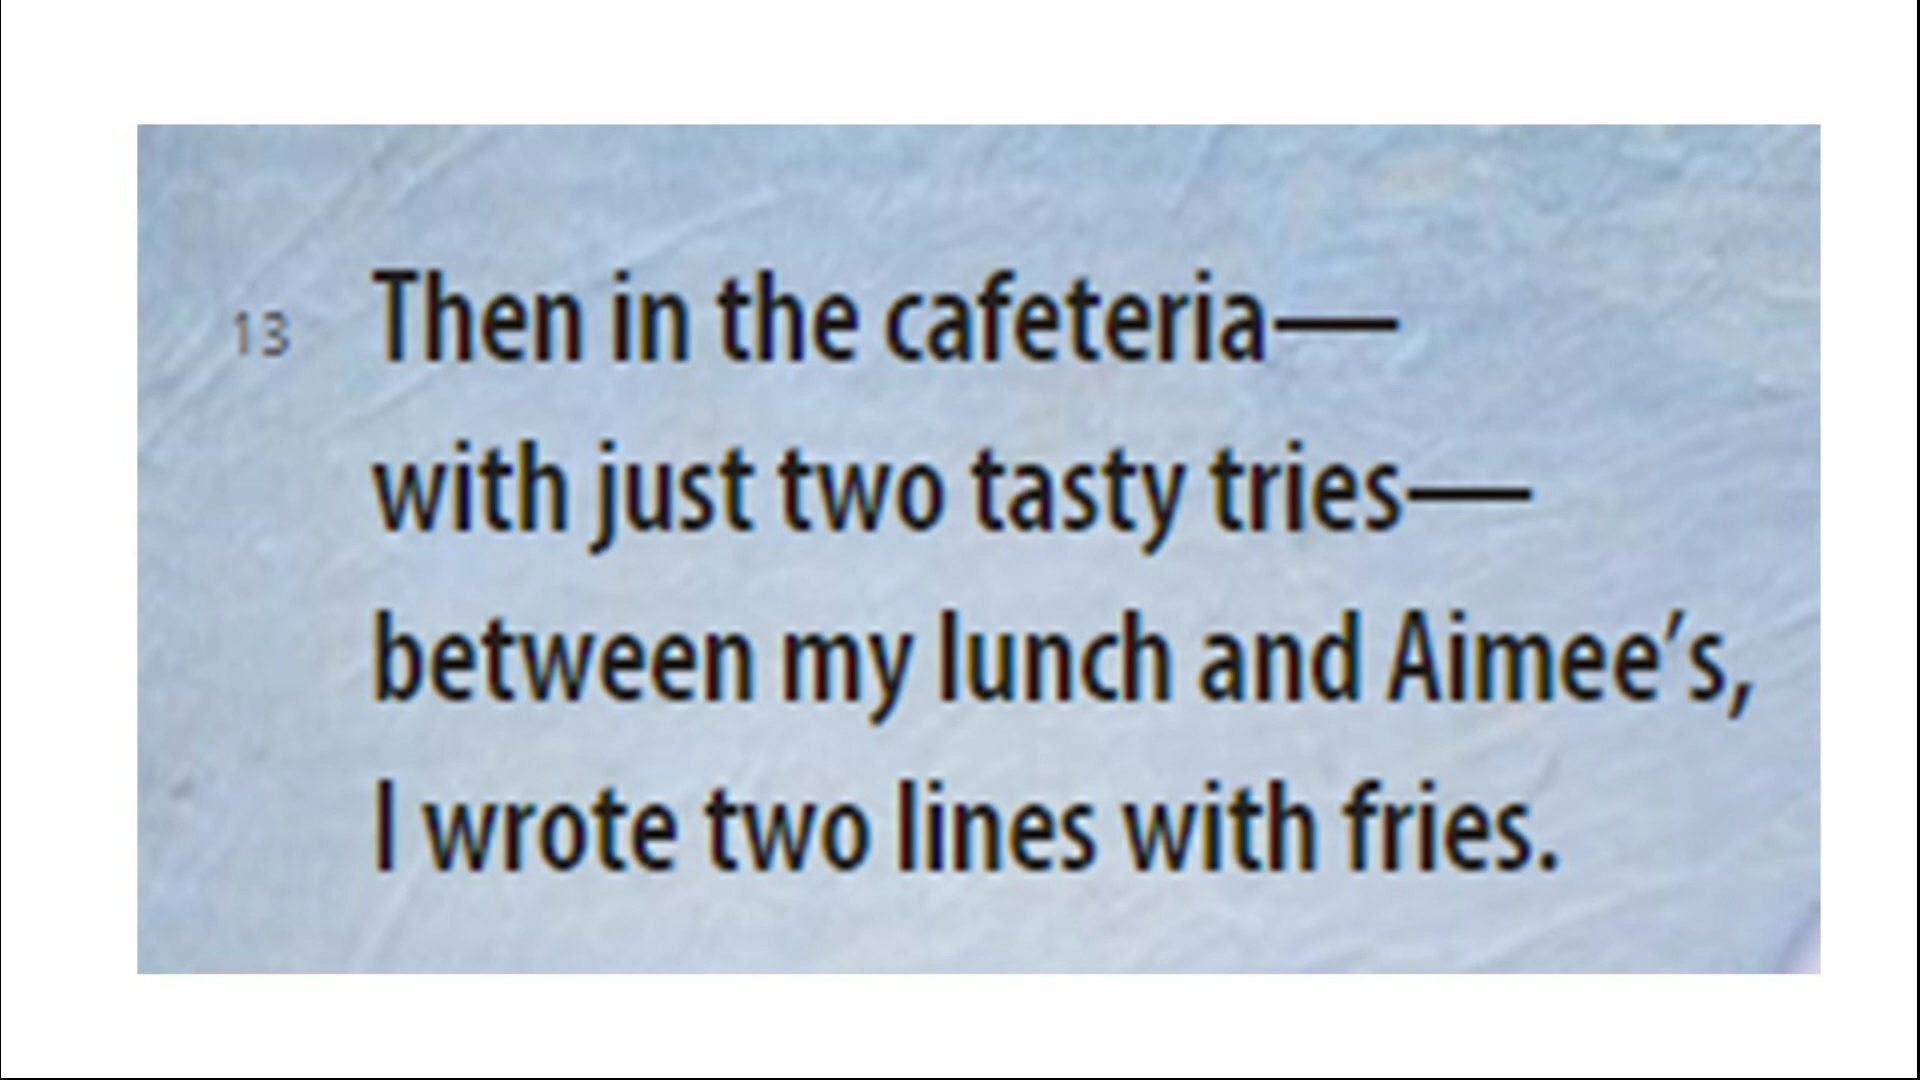 13 Then in the cafeteria—
with just two tasty tries—
between my lunch and Aimee's,
I wrote two lines with fries.